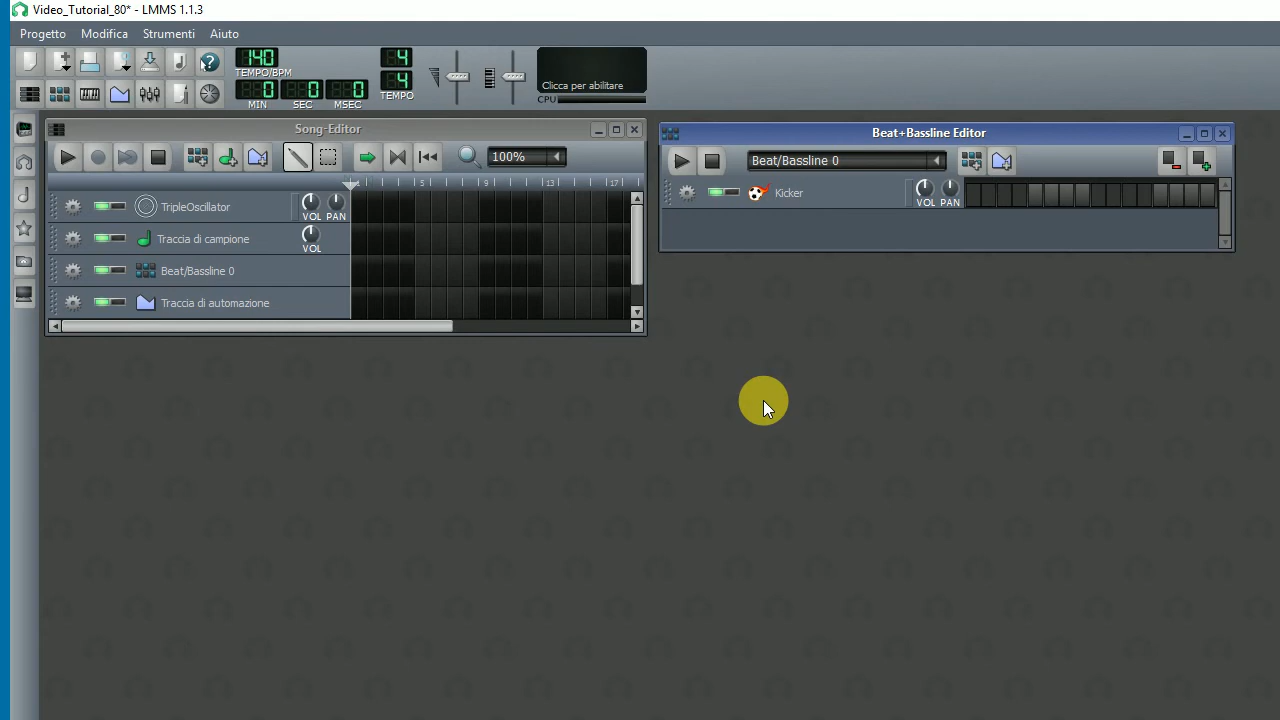 Video_Tutorial_80* - LMMS 1.1.3
Progetto Modifica Strumenti Aiuto
140
TEMPO/BPM
0 0 0
MIN SEC MSEC
4
4
TEMPO
Clicca per abilitare
CPU
Song-Editor
100%
1 5 9 13 17
TripleOscillator
VOL PAN
Traccia di campione
VOL
Beat/Bassline 0
Traccia di automazione
Beat+Bassline Editor
Beat/Bassline 0
Kicker
VOL PAN